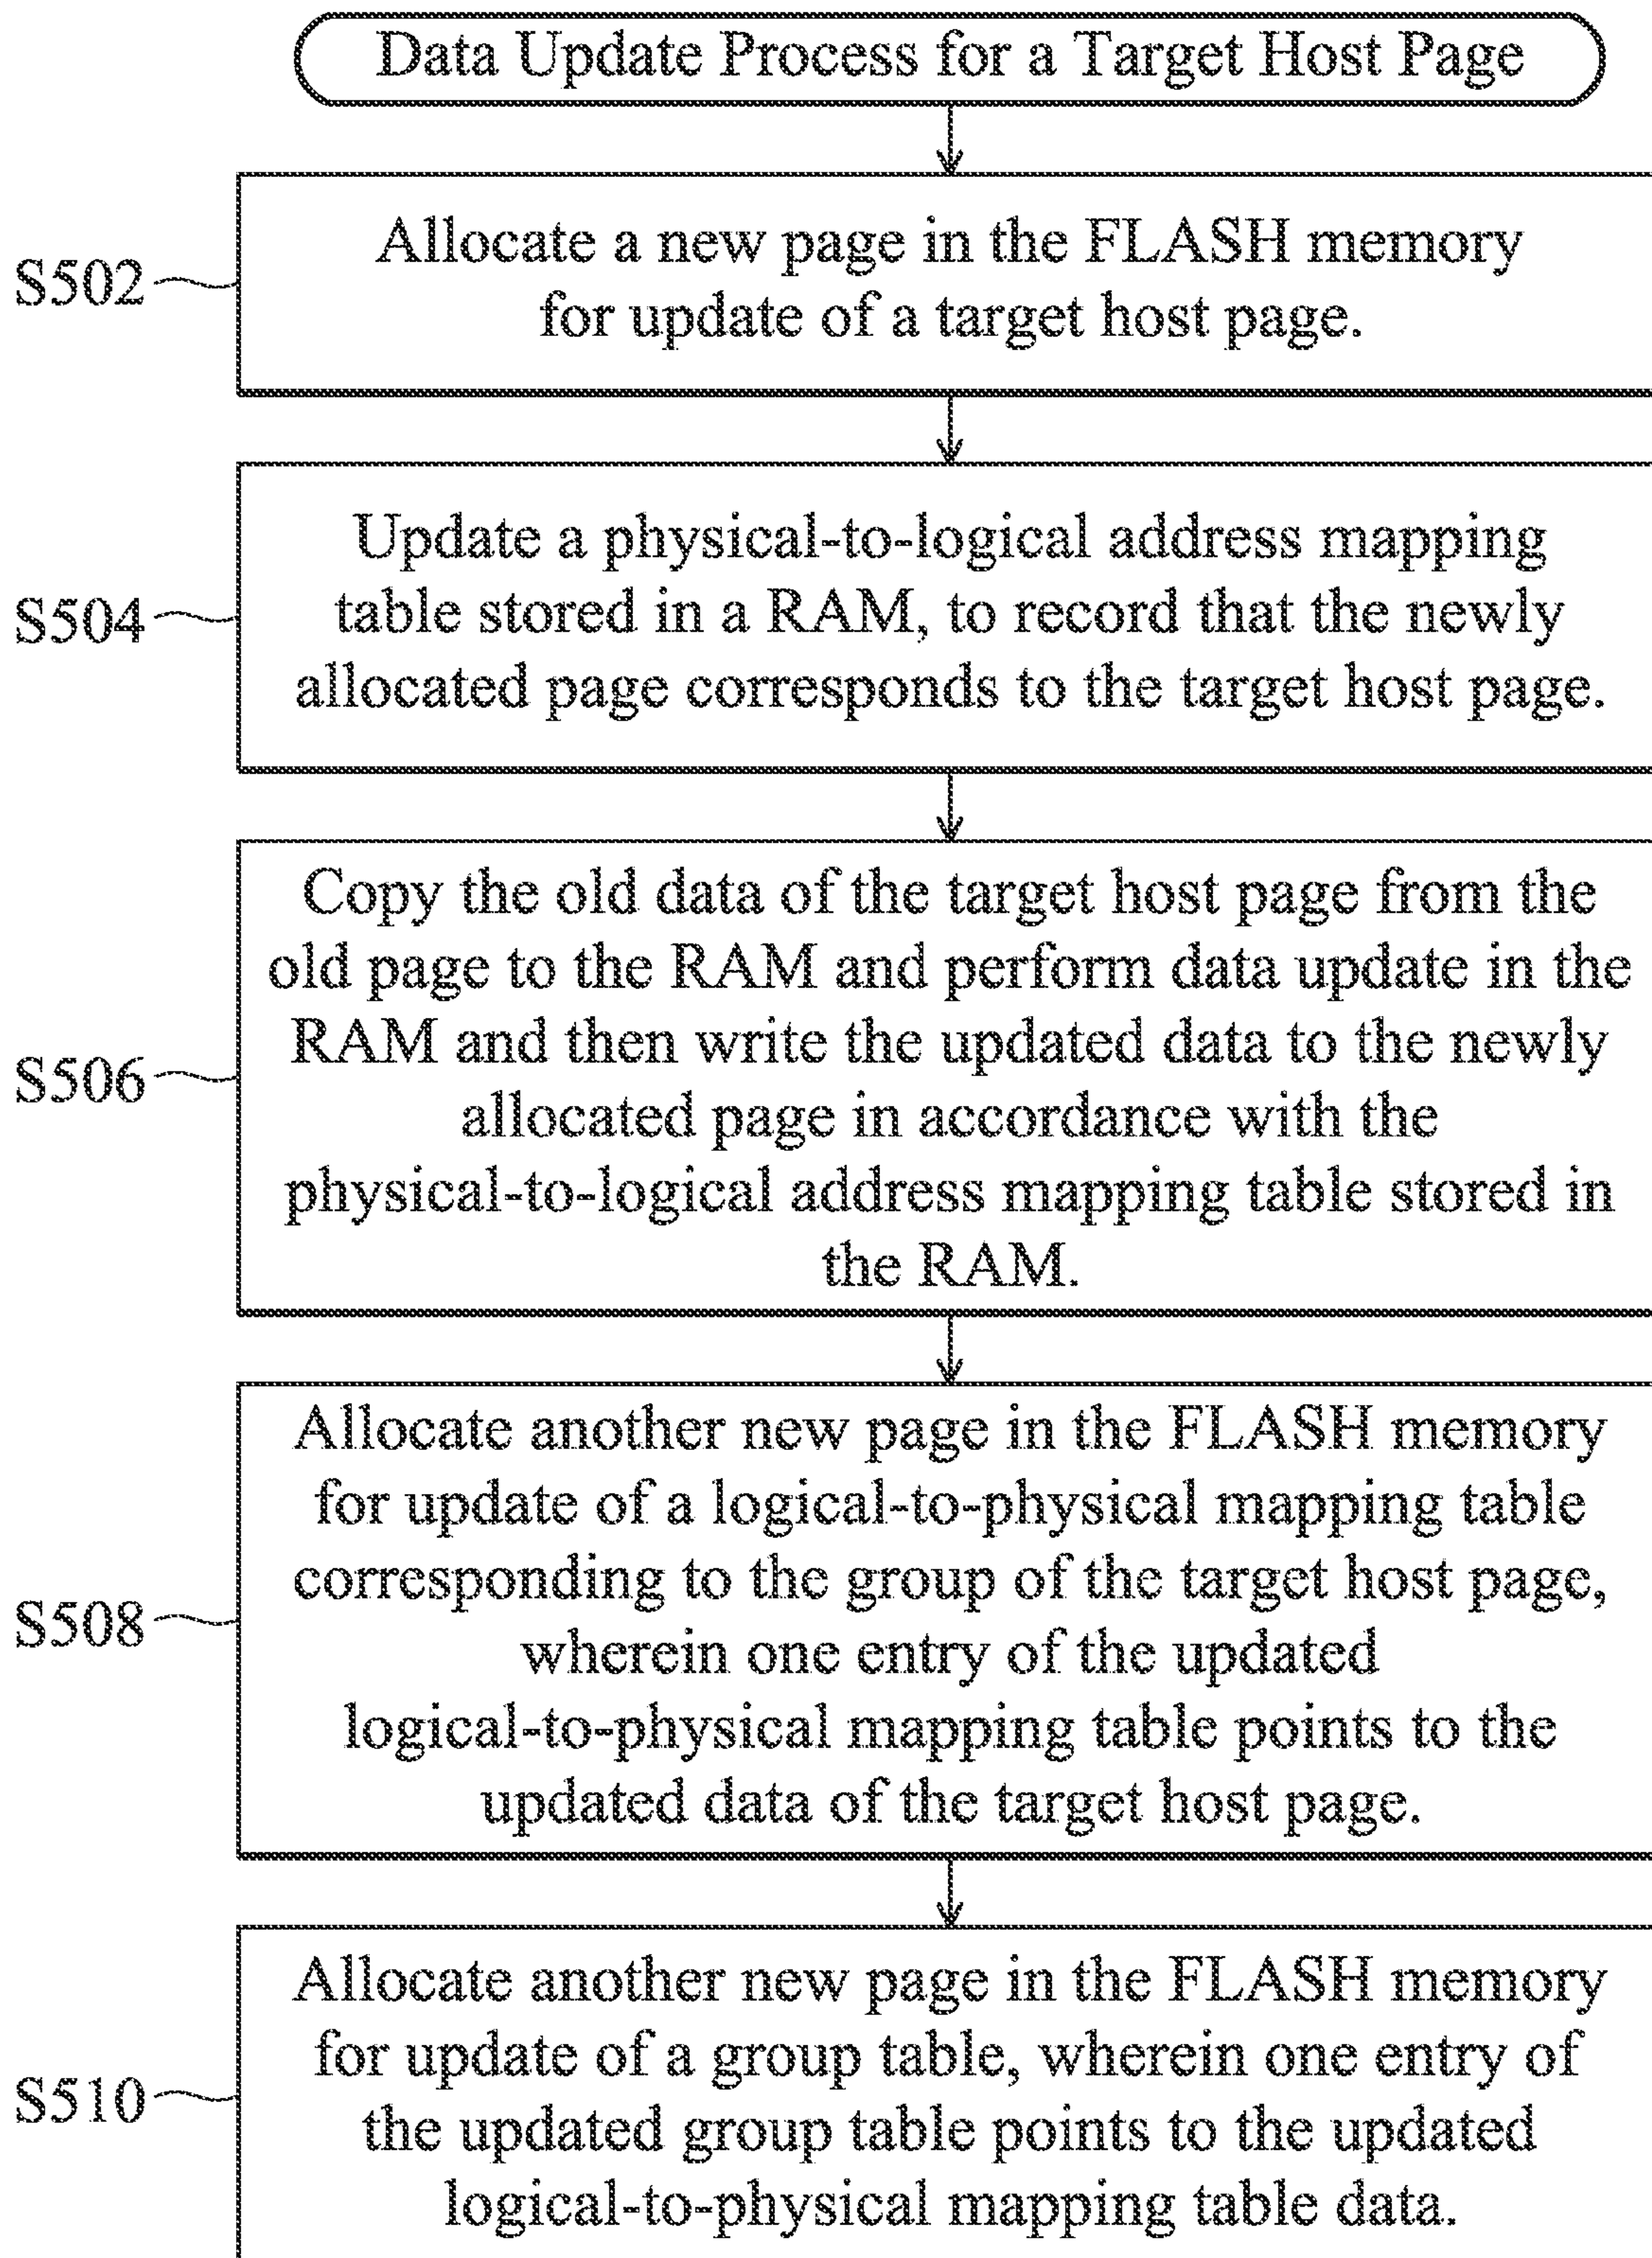 Data Update Process for a Target Host Page
S502
Allocate a new page in the FLASH memory
for update of a target host page.
S504
Update a physical-to-logical address mapping
table stored in a RAM, to record that the newly
allocated page corresponds to the target host page.
S506
Copy the old data of the target host page from the
old page to the RAM and perform data update in the
RAM and then write the updated data to the newly
allocated page in accordance with the
physical-to-logical address mapping table stored in
the RAM.
S508
Allocate another new page in the FLASH memory
for update of a logical-to-physical mapping table
corresponding to the group of the target host page,
wherein one entry of the updated
logical-to-physical mapping table points to the
updated data of the target host page.
S510
Allocate another new page in the FLASH memory
for update of a group table, wherein one entry of
the updated group table points to the updated
logical-to-physical mapping table data.